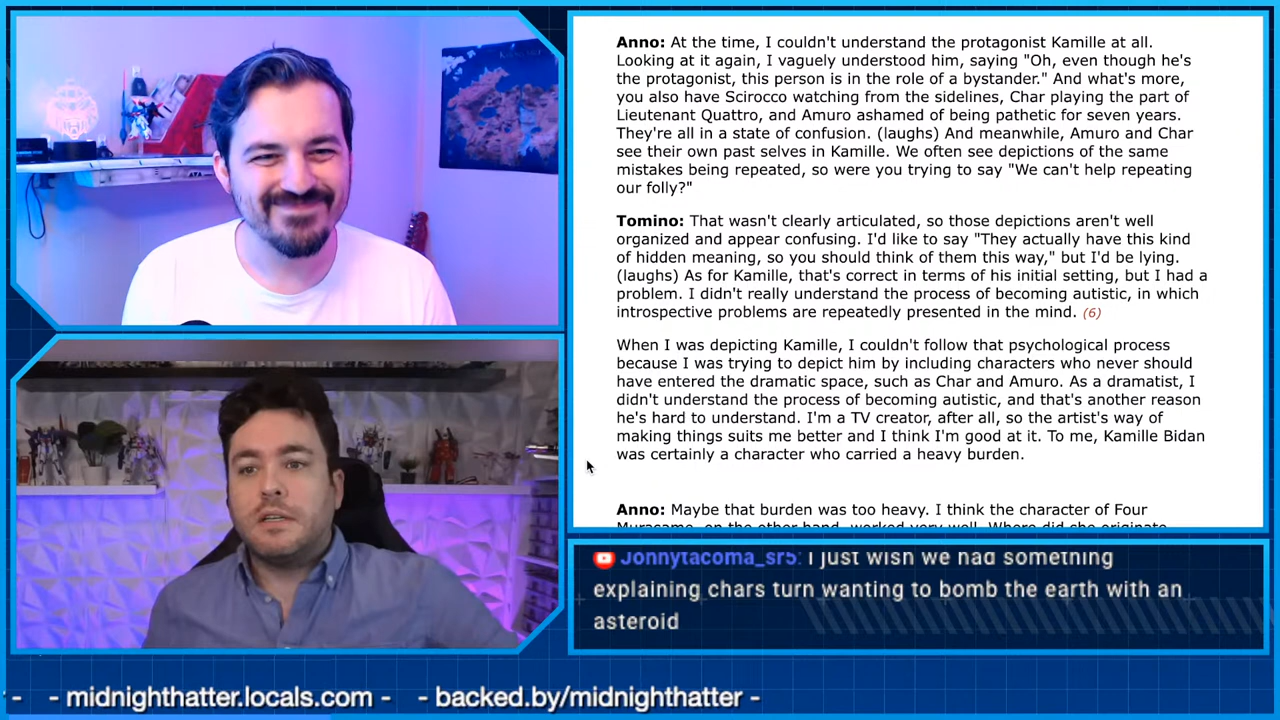 Anno: At the time, I couldn't understand the protagonist Kamille at all.
Looking at it again, I vaguely understood him, saying "Oh, even though he's
the protagonist, this person is in the role of a bystander." And what's more,
you also have Scirocco watching from the sidelines, Char playing the part of
Lieutenant Quattro, and Amuro ashamed of being pathetic for seven years.
They're all in a state of confusion. (laughs) And meanwhile, Amuro and Char
see their own past selves in Kamille. We often see depictions of the same
mistakes being repeated, so were you trying to say "We can't help repeating
our folly?"
Tomino: That wasn't clearly articulated, so those depictions aren't well
organized and appear confusing. I'd like to say "They actually have this kind
of hidden meaning, so you should think of them this way," but I'd be lying.
(laughs) As for Kamille, that's correct in terms of his initial setting, but I had a
problem. I didn't really understand the process of becoming autistic, in which
introspective problems are repeatedly presented in the mind. (6)
When I was depicting Kamille, I couldn't follow that psychological process
because I was trying to depict him by including characters who never should
have entered the dramatic space, such as Char and Amuro. As a dramatist, I
didn't understand the process of becoming autistic, and that's another reason
he's hard to understand. I'm a TV creator, after all, so the artist's way of
making things suits me better and I think I'm good at it. To me, Kamille Bidan
was certainly a character who carried a heavy burden.
Anno: Maybe that burden was too heavy. I think the character of Four
Murasame, on the other hand, worked very well. Where did she originate
Jonnytacoma_sr5: I just wish we had something
explaining chars turn wanting to bomb the earth with an
asteroid
- - midnighthatter.locals.com - - backed.by/midnighthatter -